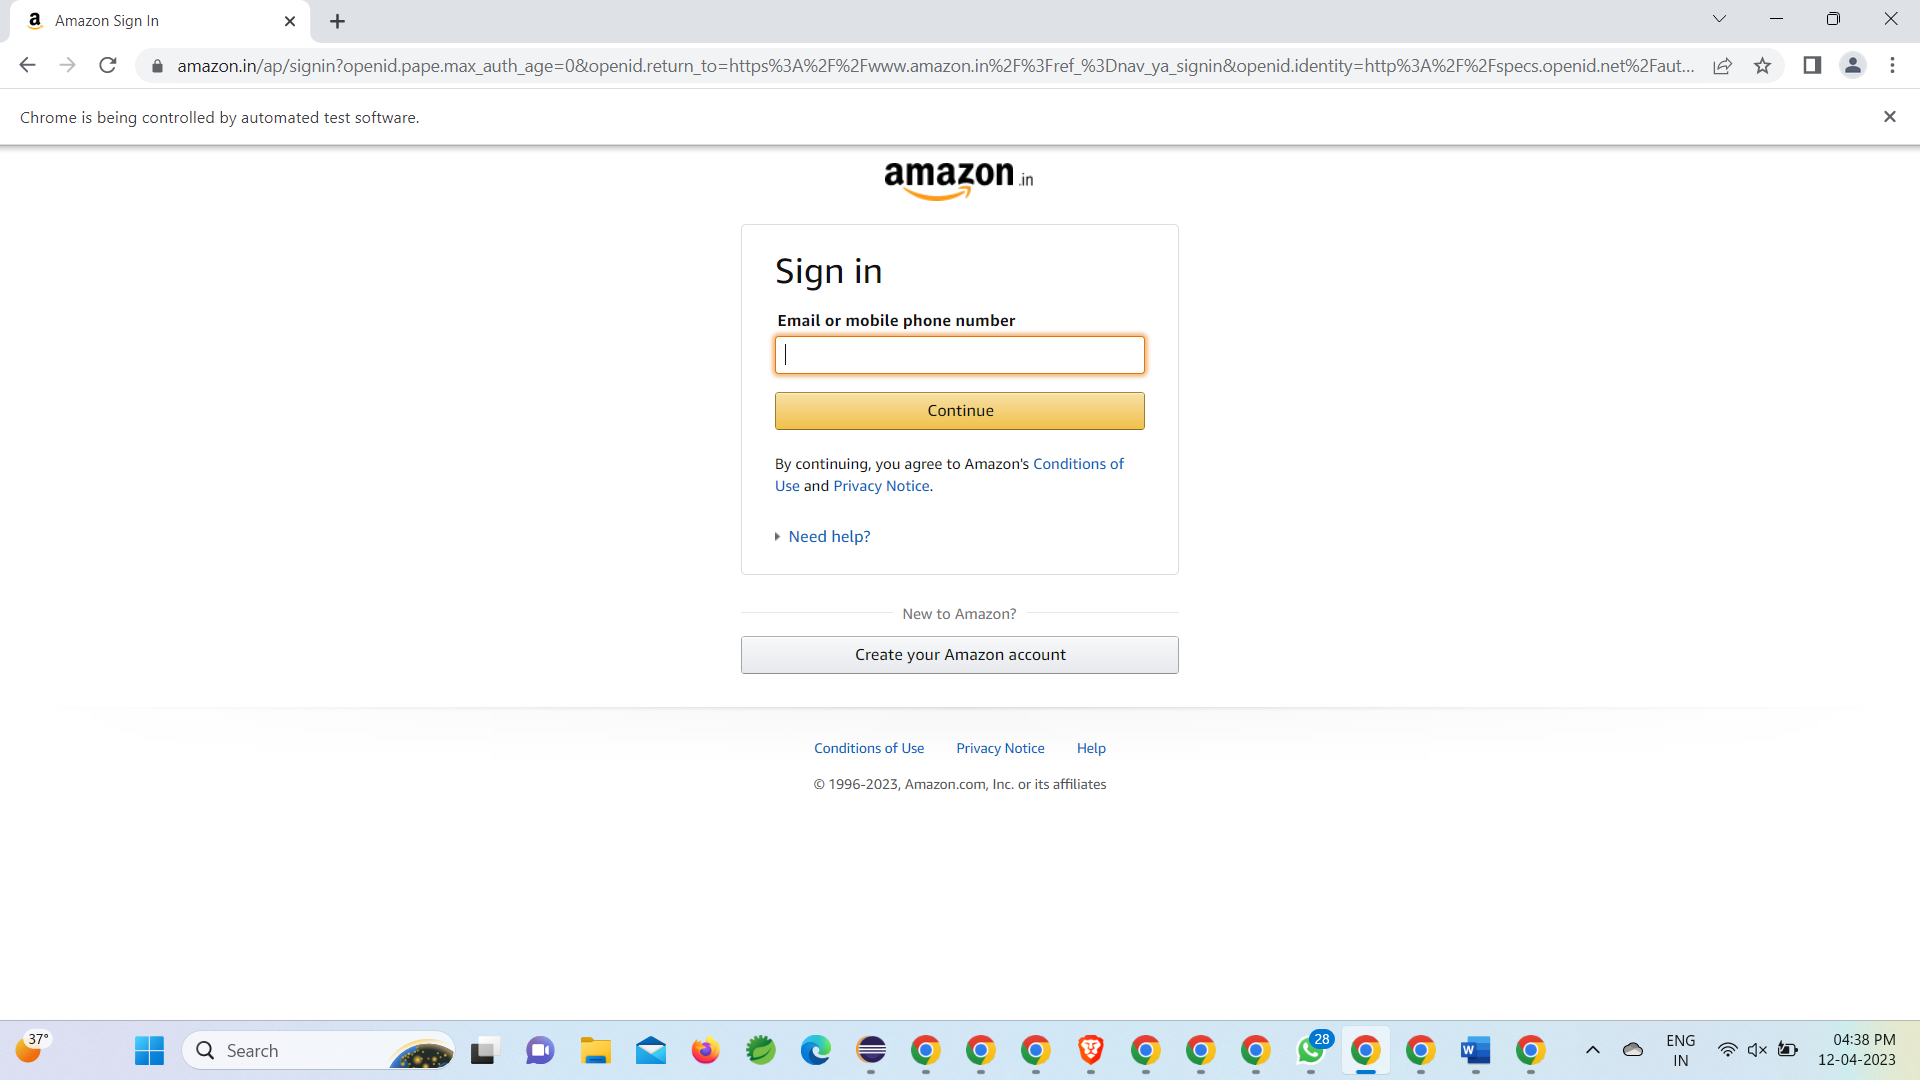 Amazon Sign In
amazon.in/ap/signin?openid.pape.max_auth_age=0&openid.return_to=https%3A%2F%2Fwww.amazon.in%2F%3Fref_%3Dnav_ya_signin&openid.identity=http%3A%2F%2Fspecs.openid.net%2Faut...
Chrome is being controlled by automated test software.
amazon.in
Sign in
Email or mobile phone number
Continue
By continuing, you agree to Amazon's Conditions of
Use and Privacy Notice.
Need help?
New to Amazon?
Create your Amazon account
Conditions of Use Privacy Notice Help
© 1996-2023, Amazon.com, Inc. or its affiliates
37°
Search
28
ENG
IN
04:38 PM
12-04-2023